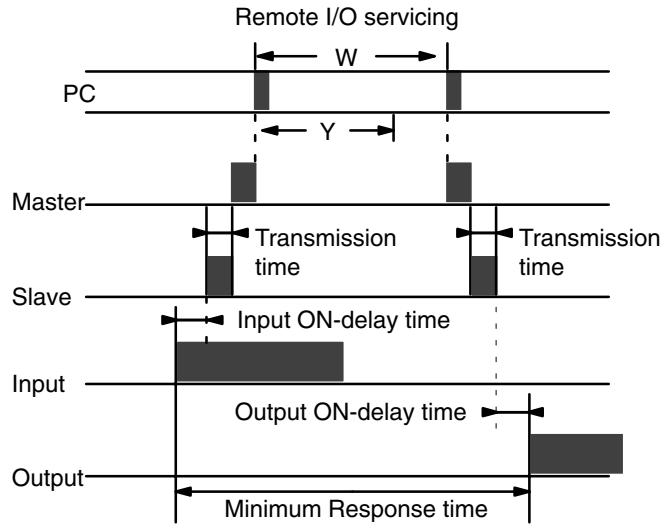 Remote I/O servicing
W
PC
Y
Master
Transmission
time
Transmission
time
Slave
Input ON-delay time
Input
Output ON-delay time
Output
Minimum Response time